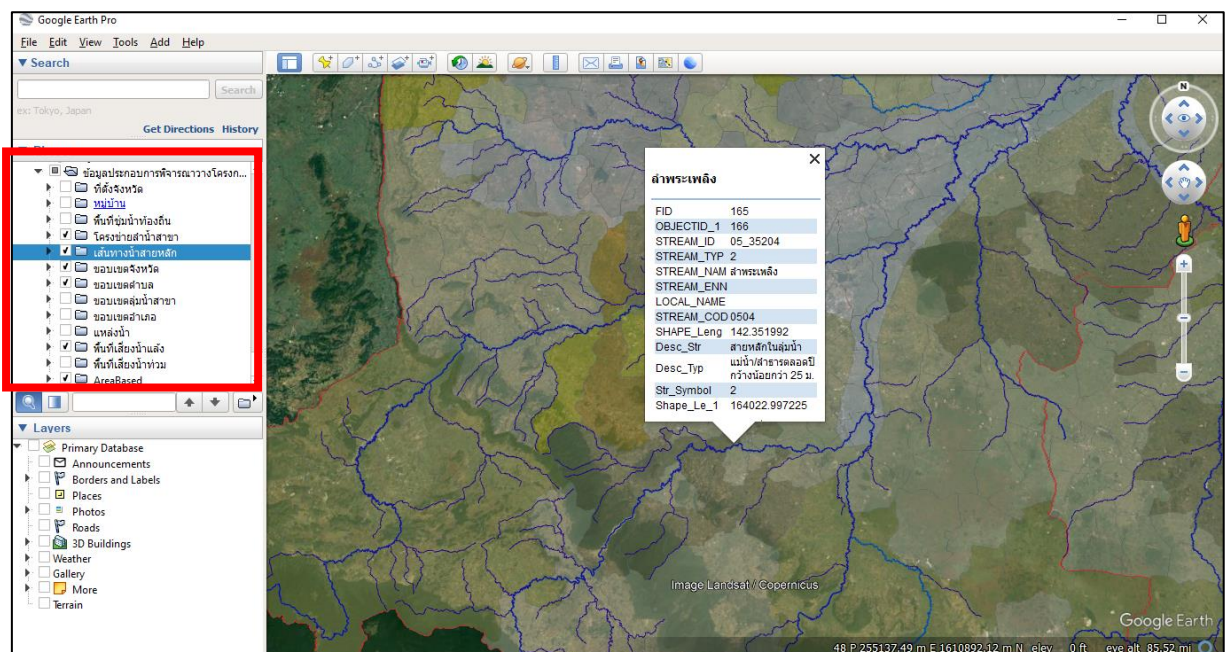 Google Earth Pro
File Edit View Tools Add Help
Search
Search
ex: Tokyo, Japan
Get Directions History
ข้อมูลประกอบการพิจารณาวางโครงก...
ที่ตั้งจังหวัด
หมู่บ้าน
พื้นที่ชุ่มน้ำท้องถิ่น
โครงข่ายลำน้ำสาขา
เส้นทางน้ำสายหลัก
ขอบเขตจังหวัด
ขอบเขตตำบล
ขอบเขตลุ่มน้ำสาขา
ขอบเขตอำเภอ
แหล่งน้ำ
พื้นที่เสี่ยงน้ำแล้ง
พื้นที่เสี่ยงน้ำท่วม
AreaBased
Layers
Primary Database
Announcements
Borders and Labels
Places
Photos
Roads
3D Buildings
Weather
Gallery
More
Terrain
ลำพระเพลิง
FID 165
OBJECTID_1 166
STREAM_ID 05_35204
STREAM_TYP 2
STREAM_NAM ลำพระเพลิง
STREAM_ENN
LOCAL_NAME
STREAM_COD 0504
SHAPE_Leng 142.351992
Desc_Str สายหลักในลุ่มน้ำ
Desc_Typ แม่น้ำ/ลำธารตลอดปี
กว้างน้อยกว่า 25 ม.
Str_Symbol 2
Shape_Le_1 164022.997225
N
Image Landsat / Copernicus
Google Earth
48 P 255137.49 m E 1610892.12 m N elev 0 ft eye alt 85.52 mi